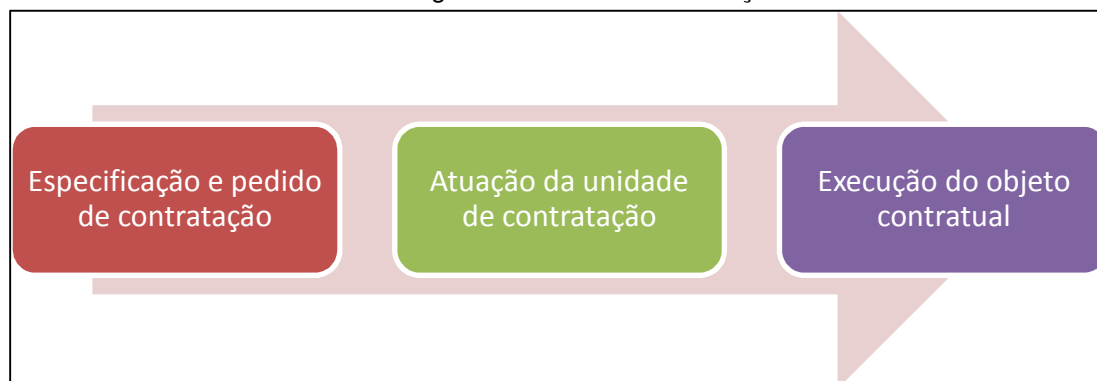 Especificação e pedido
de contratação
Atuação da unidade
de contratação
Execução do objeto
contratual